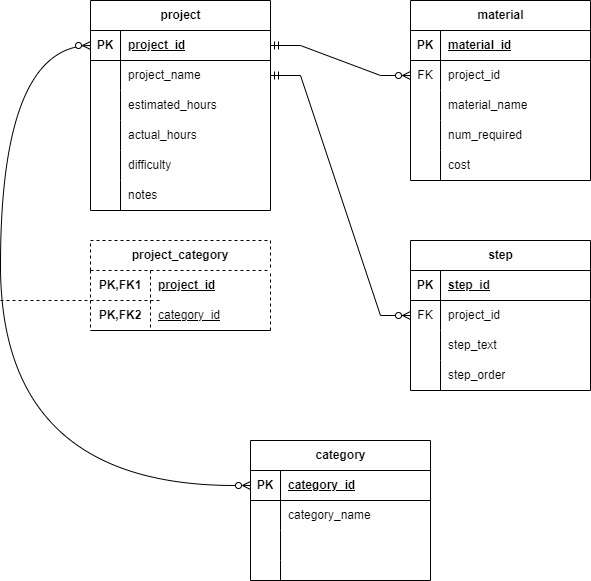 project
PK project_id
project_name
estimated_hours
actual_hours
difficulty
notes
material
PK material_id
FK project_id
material_name
num_required
cost
project_category
PK,FK1 project_id
PK,FK2 category_id
step
PK step_id
FK project_id
step_text
step_order
category
PK category_id
category_name